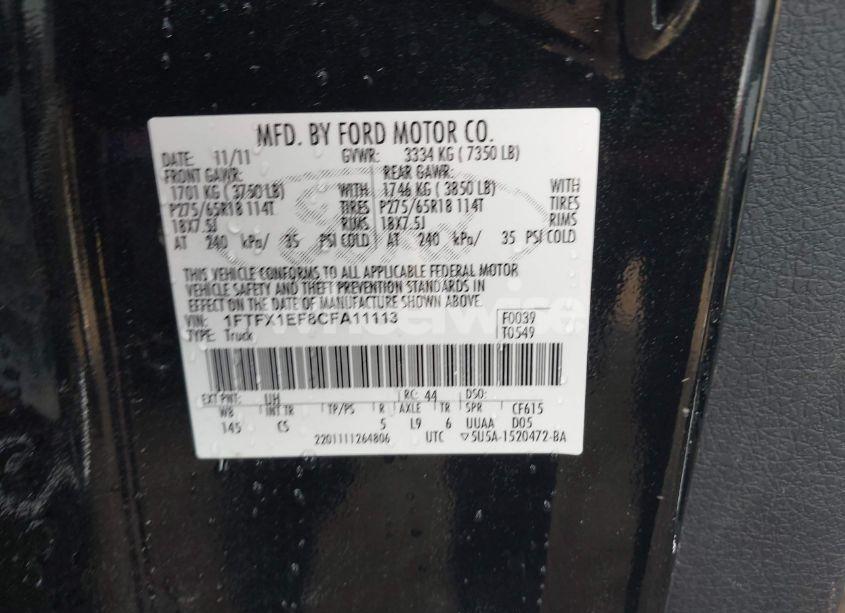 MFD. BY FORD MOTOR CO.
DATE: 11/11 GVWR: 3334 KG ( 7350 LB)
FRONT GAWR: REAR GAWR:
1701 KG ( 3750 LB) WITH 1746 KG ( 3850 LB) WITH
P275/65R18 114T TIRES P275/65R18 114T TIRES
18X7.5J RIMS 18X7.5J RIMS
AT 240 kPa/ 35 PSI COLD AT 240 kPa/ 35 PSI COLD
THIS VEHICLE CONFORMS TO ALL APPLICABLE FEDERAL MOTOR
VEHICLE SAFETY AND THEFT PREVENTION STANDARDS IN
EFFECT ON THE DATE OF MANUFACTURE SHOWN ABOVE.
VIN: 1FTFX1EF8CFA11113 F0039
TYPE: Truck T0549
EXT PNT: UH RC: 44 DSO:
WB INT TR TP/PS R AXLE TR SPR CF615
145 CS 5 L9 6 UUAA D05
2201111264806 UTC ▽5U5A-1520472-BA